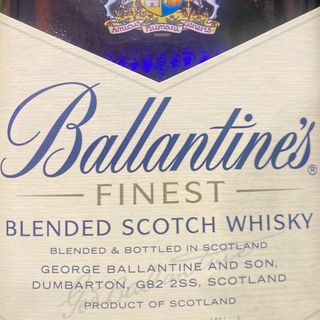 Amicus Humani Generis
Ballantine's®
FINEST
BLENDED SCOTCH WHISKY
BLENDED & BOTTLED IN SCOTLAND
GEORGE BALLANTINE AND SON,
DUMBARTON, G82 2SS, SCOTLAND
PRODUCT OF SCOTLAND